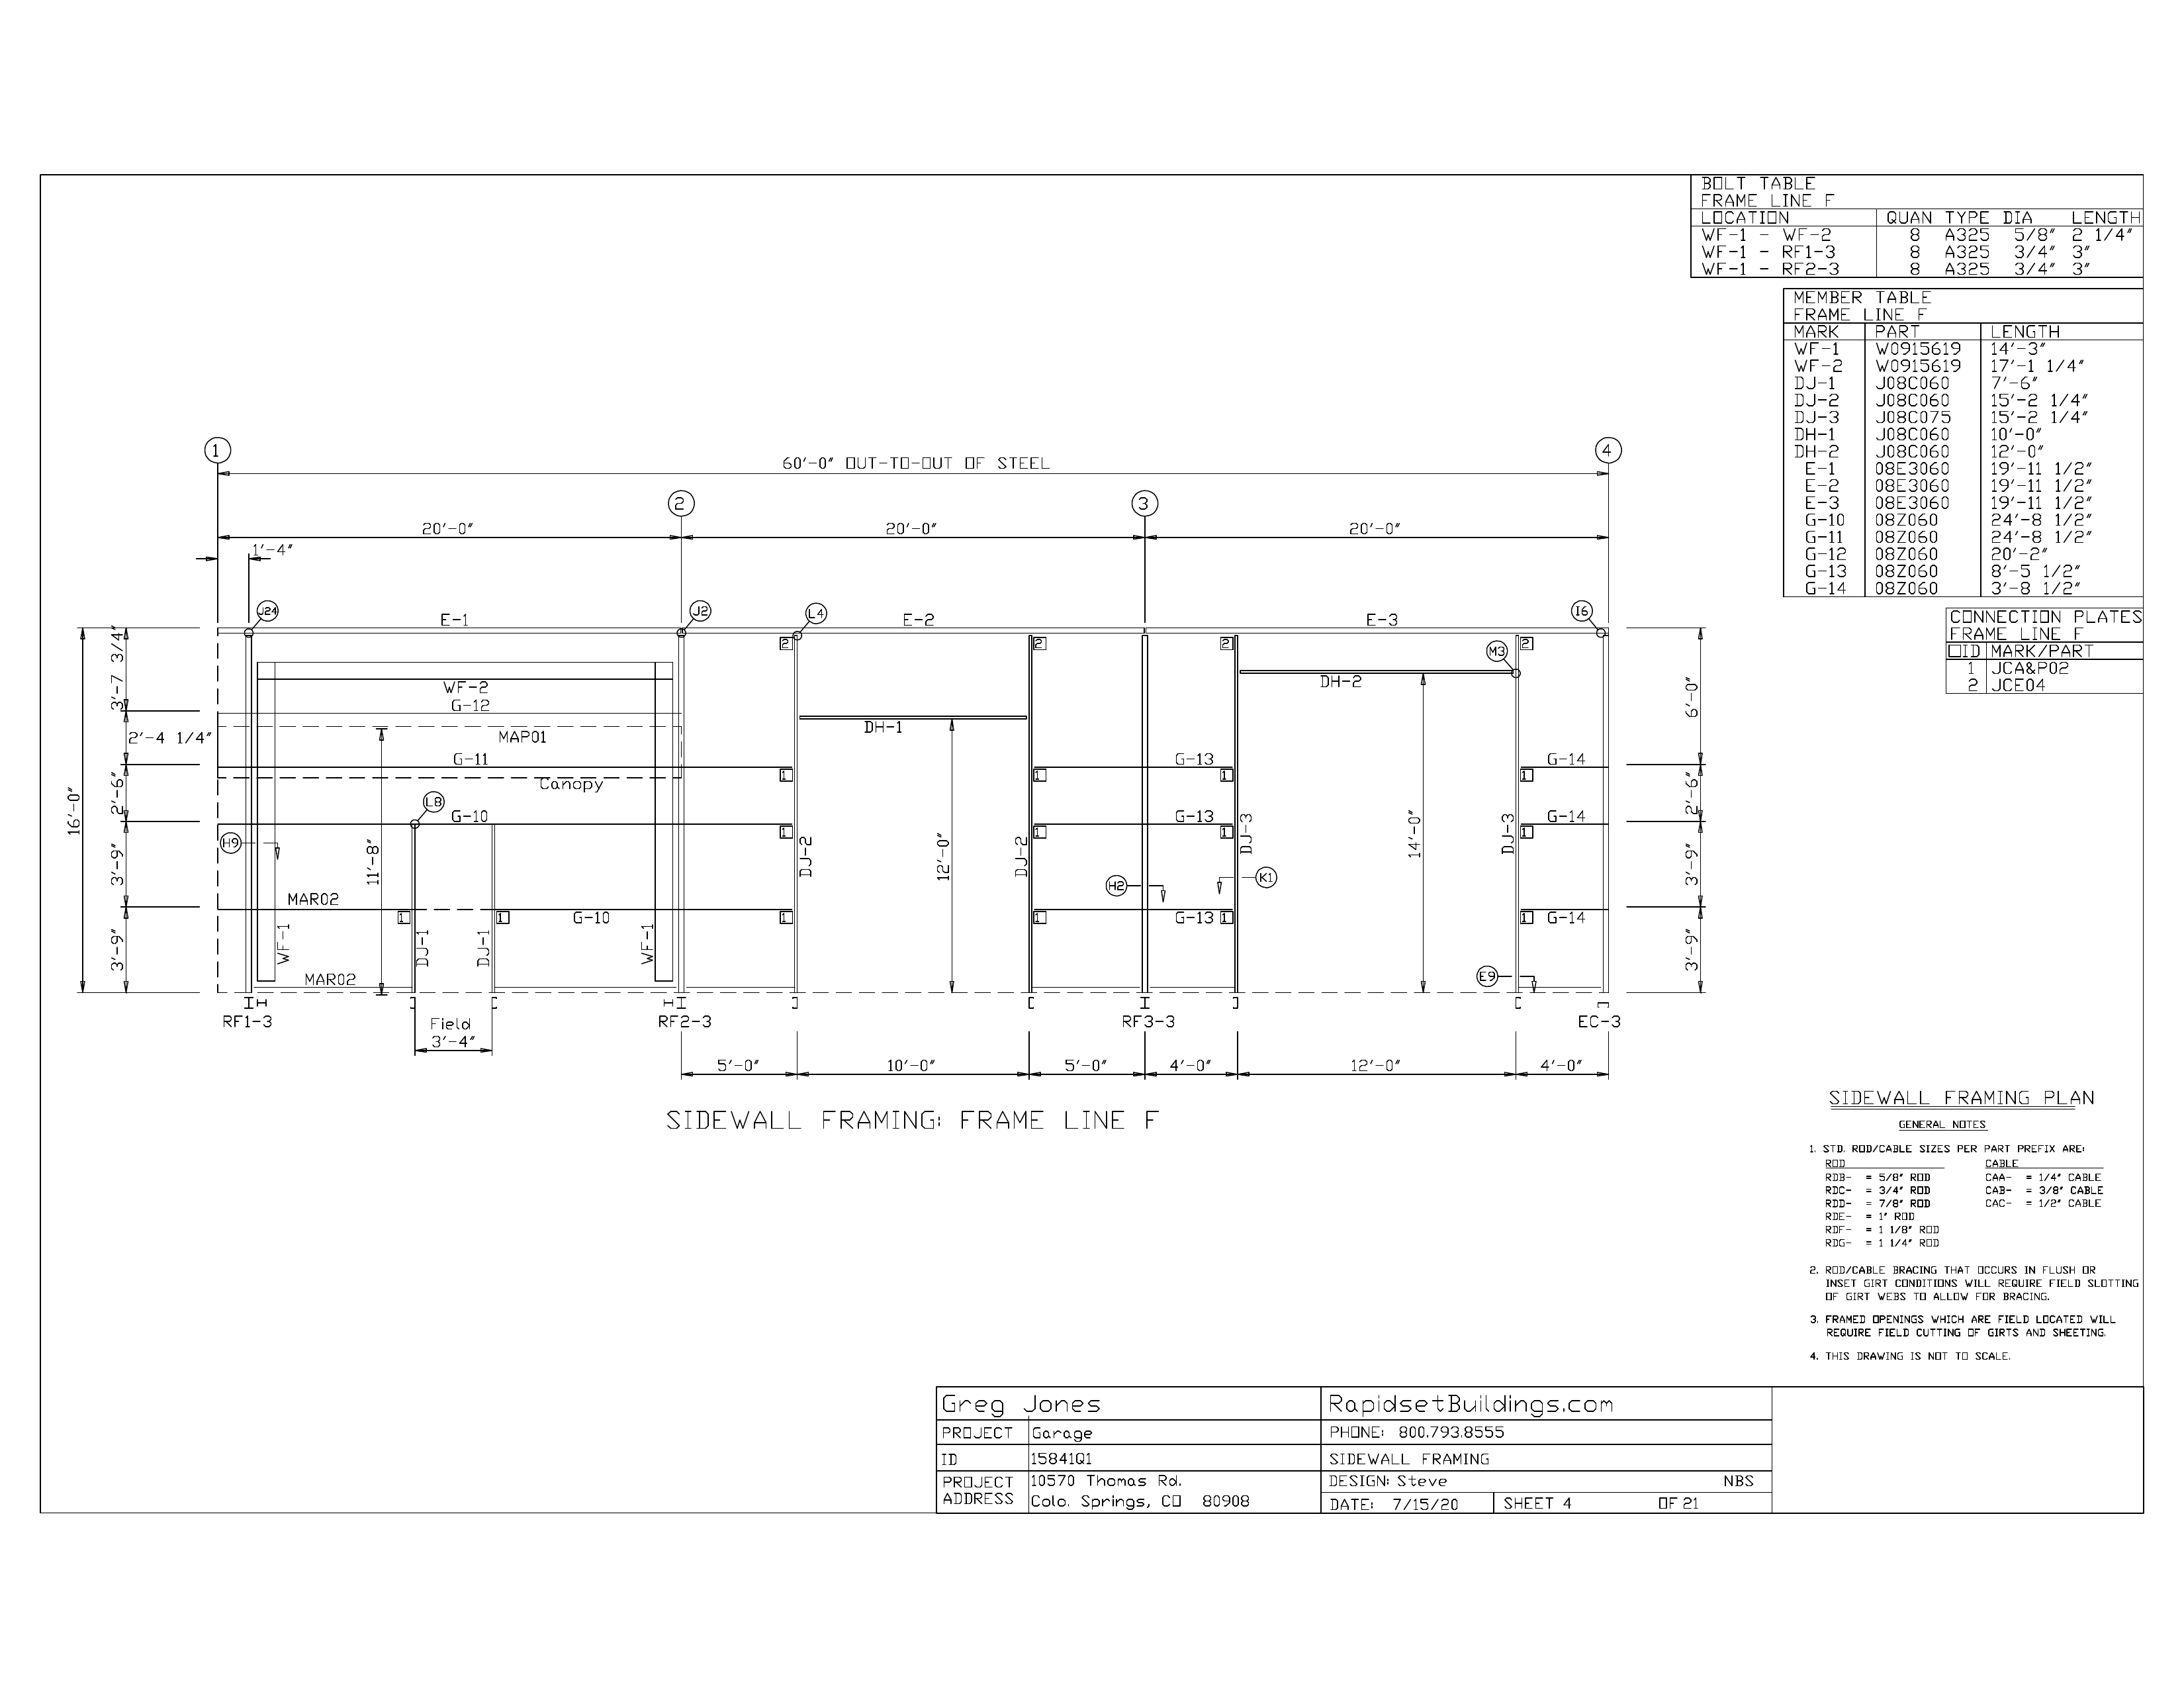 BOLT TABLE
FRAME LINE F
LOCATION QUAN TYPE DIA LENGTH
WF-1 - WF-2 8 A325 5/8" 2 1/4"
WF-1 - RF1-3 8 A325 3/4" 3"
WF-1 - RF2-3 8 A325 3/4" 3"
MEMBER TABLE
FRAME LINE F
MARK PART LENGTH
WF-1 W0915619 14'-3"
WF-2 W0915619 17'-1 1/4"
DJ-1 J08C060 7'-6"
DJ-2 J08C060 15'-2 1/4"
DJ-3 J08C075 15'-2 1/4"
DH-1 J08C060 10'-0"
DH-2 J08C060 12'-0"
E-1 08E3060 19'-11 1/2"
E-2 08E3060 19'-11 1/2"
E-3 08E3060 19'-11 1/2"
G-10 08Z060 24'-8 1/2"
G-11 08Z060 24'-8 1/2"
G-12 08Z060 20'-2"
G-13 08Z060 8'-5 1/2"
G-14 08Z060 3'-8 1/2"
CONNECTION PLATES
FRAME LINE F
□ID MARK/PART
1 JCA&P02
2 JCE04
1 4
60'-0" OUT-TO-OUT OF STEEL
2 3
20'-0" 20'-0" 20'-0"
1'-4"
J24 J2 L4 I6
E-1 E-2 E-3
2 2 2 2
M3
3'-7 3/4"
WF-2 DH-2
G-12
6'-0"
DH-1
2'-4 1/4"
MAP01
G-11 G-13 G-14
1 1 1 1
Canopy
2'-6" 2'-6"
16'-0"
L8
G-10 G-13 G-14
1 1 1 1
H9
11'-8" DJ-2 12'-0" DJ-2 DJ-3 14'-0" DJ-3
3'-9" 3'-9"
H2 K1
MAR02
1 1 G-10 1 1 G-13 1 1 G-14
WF-1 DJ-1 DJ-1 WF-1
3'-9" 3'-9"
MAR02 E9
RF1-3 RF2-3 RF3-3 EC-3
Field
3'-4"
5'-0" 10'-0" 5'-0" 4'-0" 12'-0" 4'-0"
SIDEWALL FRAMING: FRAME LINE F
SIDEWALL FRAMING PLAN
GENERAL NOTES
1. STD. ROD/CABLE SIZES PER PART PREFIX ARE:
ROD CABLE
RDB- = 5/8" ROD CAA- = 1/4" CABLE
RDC- = 3/4" ROD CAB- = 3/8" CABLE
RDD- = 7/8" ROD CAC- = 1/2" CABLE
RDE- = 1" ROD
RDF- = 1 1/8" ROD
RDG- = 1 1/4" ROD
2. ROD/CABLE BRACING THAT OCCURS IN FLUSH OR
INSET GIRT CONDITIONS WILL REQUIRE FIELD SLOTTING
OF GIRT WEBS TO ALLOW FOR BRACING.
3. FRAMED OPENINGS WHICH ARE FIELD LOCATED WILL
REQUIRE FIELD CUTTING OF GIRTS AND SHEETING.
4. THIS DRAWING IS NOT TO SCALE.
Greg Jones
PROJECT Garage
ID 15841Q1
PROJECT ADDRESS 10570 Thomas Rd.
Colo. Springs, CO 80908
RapidsetBuildings.com
PHONE: 800.793.8555
SIDEWALL FRAMING
DESIGN: Steve NBS
DATE: 7/15/20 SHEET 4 OF 21